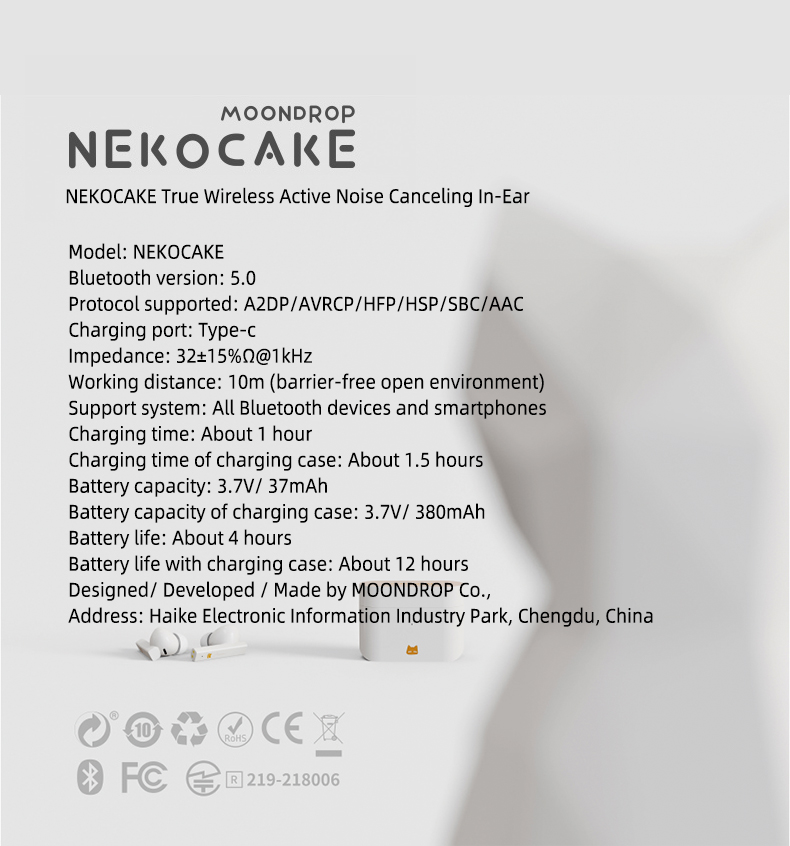 MOONDROP
NEKOCAKE
NEKOCAKE True Wireless Active Noise Canceling In-Ear
Model: NEKOCAKE
Bluetooth version: 5.0
Protocol supported: A2DP/AVRCP/HFP/HSP/SBC/AAC
Charging port: Type-c
Impedance: 32±15%Ω@1kHz
Working distance: 10m (barrier-free open environment)
Support system: All Bluetooth devices and smartphones
Charging time: About 1 hour
Charging time of charging case: About 1.5 hours
Battery capacity: 3.7V/ 37mAh
Battery capacity of charging case: 3.7V/ 380mAh
Battery life: About 4 hours
Battery life with charging case: About 12 hours
Designed/ Developed / Made by MOONDROP Co.,
Address: Haike Electronic Information Industry Park, Chengdu, China
® 10 RoHS CE
FC R 219-218006